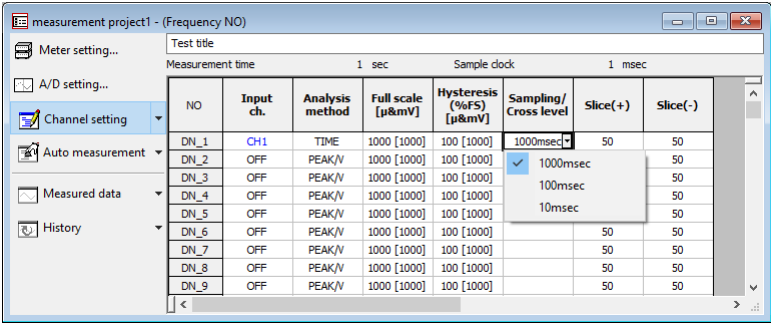 measurement project1 - (Frequency NO)
Meter setting...
A/D setting...
Channel setting
Auto measurement
Measured data
History
Test title
Measurement time 1 sec Sample clock 1 msec
NO Input ch. Analysis method Full scale [μ&mV] Hysteresis (%FS) [μ&mV] Sampling/ Cross level Slice(+) Slice(-)
DN_1 CH1 TIME 1000 [1000] 100 [1000] 1000msec 50 50
DN_2 OFF PEAK/V 1000 [1000] 100 [1000] 50
DN_3 OFF PEAK/V 1000 [1000] 100 [1000] 50
DN_4 OFF PEAK/V 1000 [1000] 100 [1000] 50
DN_5 OFF PEAK/V 1000 [1000] 100 [1000] 50
DN_6 OFF PEAK/V 1000 [1000] 100 [1000] 50 50
DN_7 OFF PEAK/V 1000 [1000] 100 [1000] 50 50
DN_8 OFF PEAK/V 1000 [1000] 100 [1000] 50 50
DN_9 OFF PEAK/V 1000 [1000] 100 [1000] 50 50
1000msec
100msec
10msec